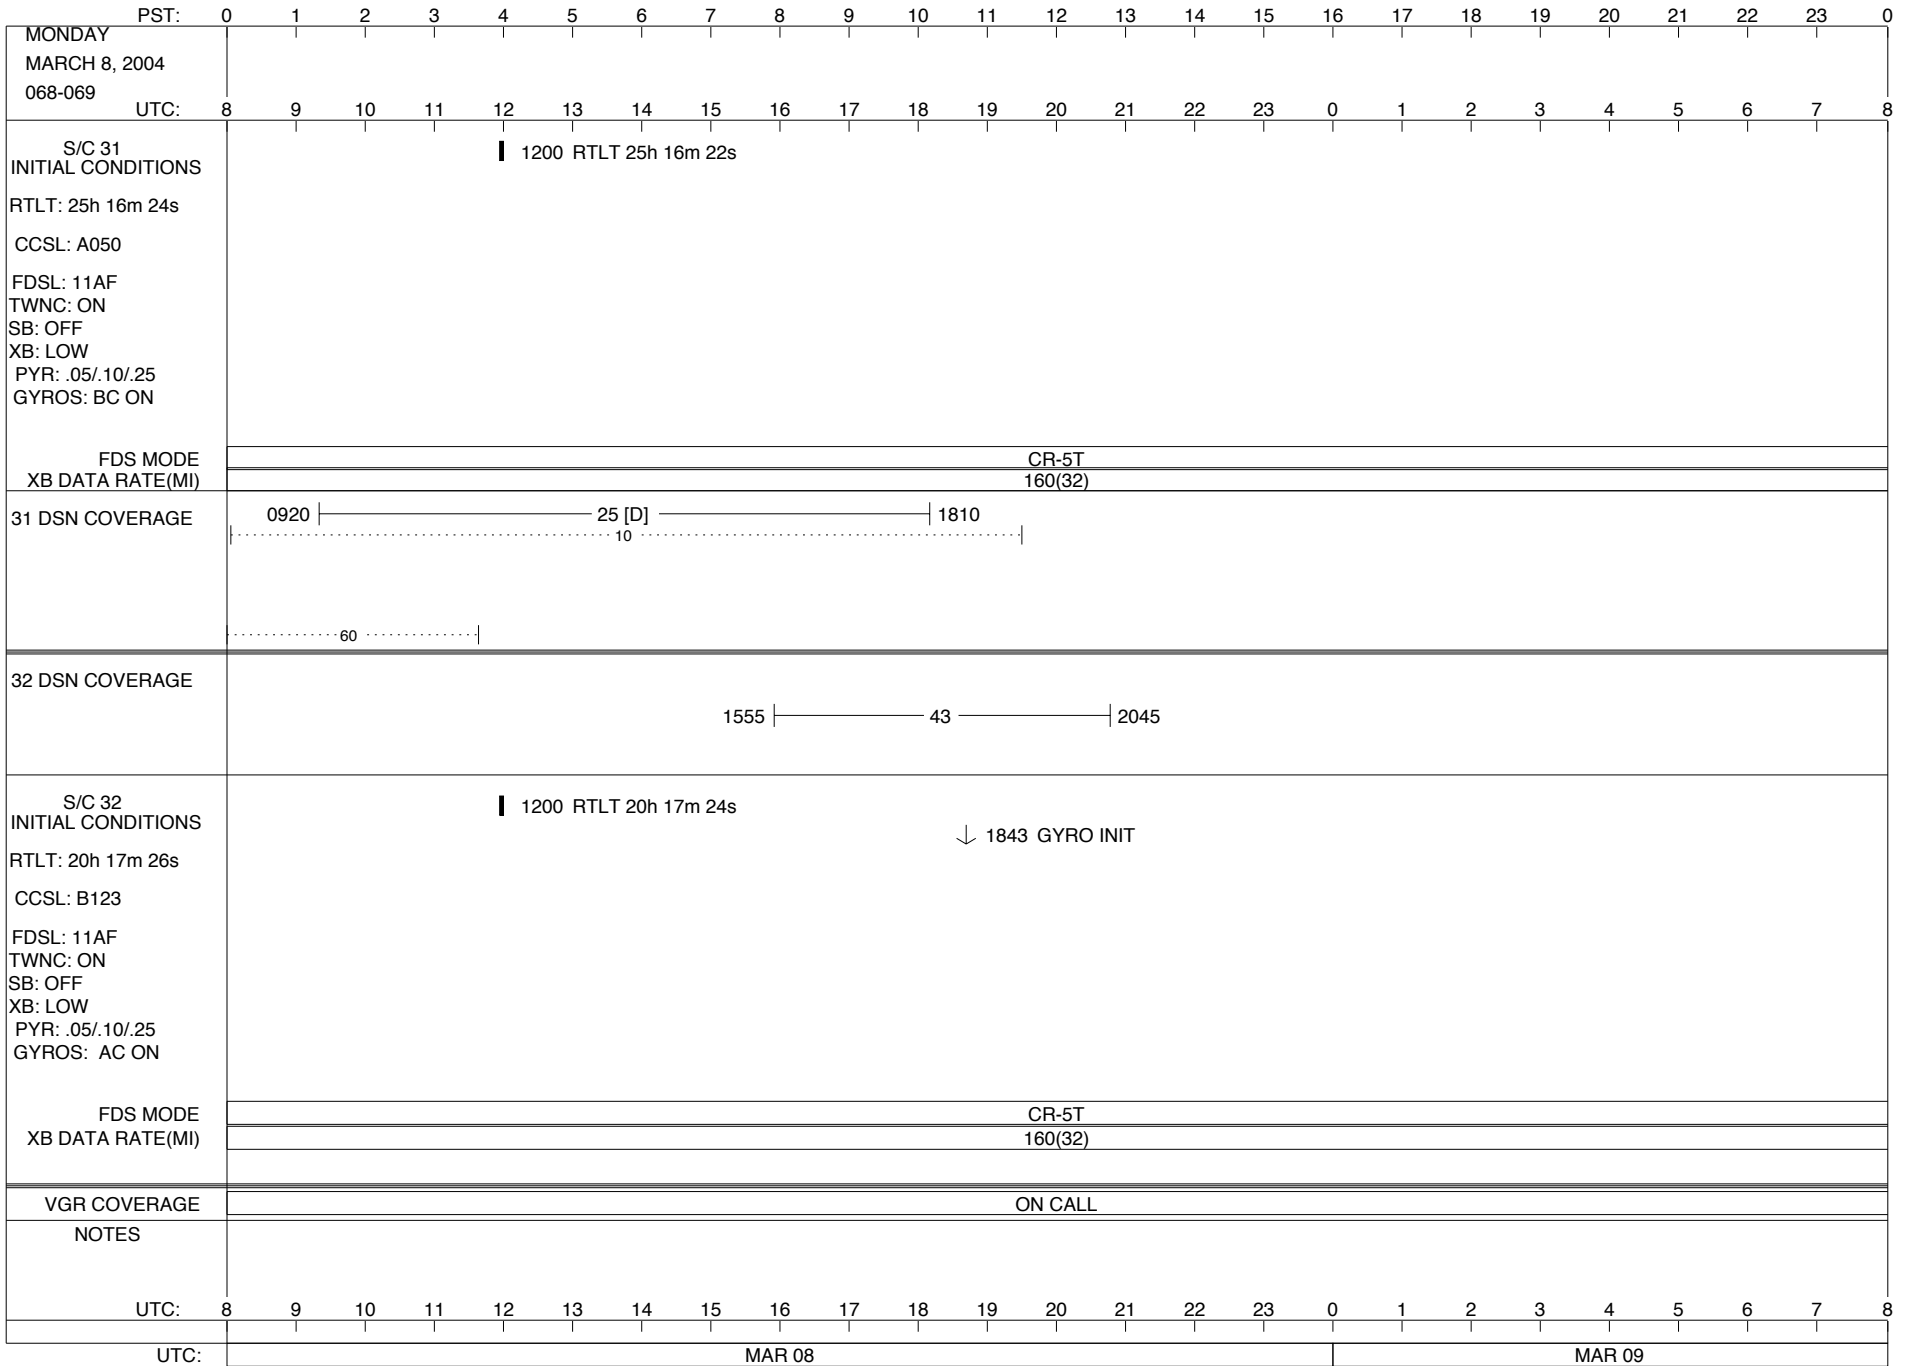 PST: 0 1 2 3 4 5 6 7 8 9 10 11 12 13 14 15 16 17 18 19 20 21 22 23 0
MONDAY
MARCH 8, 2004
068-069
UTC: 8 9 10 11 12 13 14 15 16 17 18 19 20 21 22 23 0 1 2 3 4 5 6 7 8
S/C 31
INITIAL CONDITIONS
1200 RTLT 25h 16m 22s
RTLT: 25h 16m 24s
CCSL: A050
FDSL: 11AF
TWNC: ON
SB: OFF
XB: LOW
PYR: .05/.10/.25
GYROS: BC ON
FDS MODE CR-5T
XB DATA RATE(MI) 160(32)
31 DSN COVERAGE 0920 25 [D] 1810
10
60
32 DSN COVERAGE
1555 43 2045
S/C 32
INITIAL CONDITIONS
1200 RTLT 20h 17m 24s
1843 GYRO INIT
RTLT: 20h 17m 26s
CCSL: B123
FDSL: 11AF
TWNC: ON
SB: OFF
XB: LOW
PYR: .05/.10/.25
GYROS: AC ON
FDS MODE CR-5T
XB DATA RATE(MI) 160(32)
VGR COVERAGE ON CALL
NOTES
UTC: 8 9 10 11 12 13 14 15 16 17 18 19 20 21 22 23 0 1 2 3 4 5 6 7 8
UTC: MAR 08 MAR 09